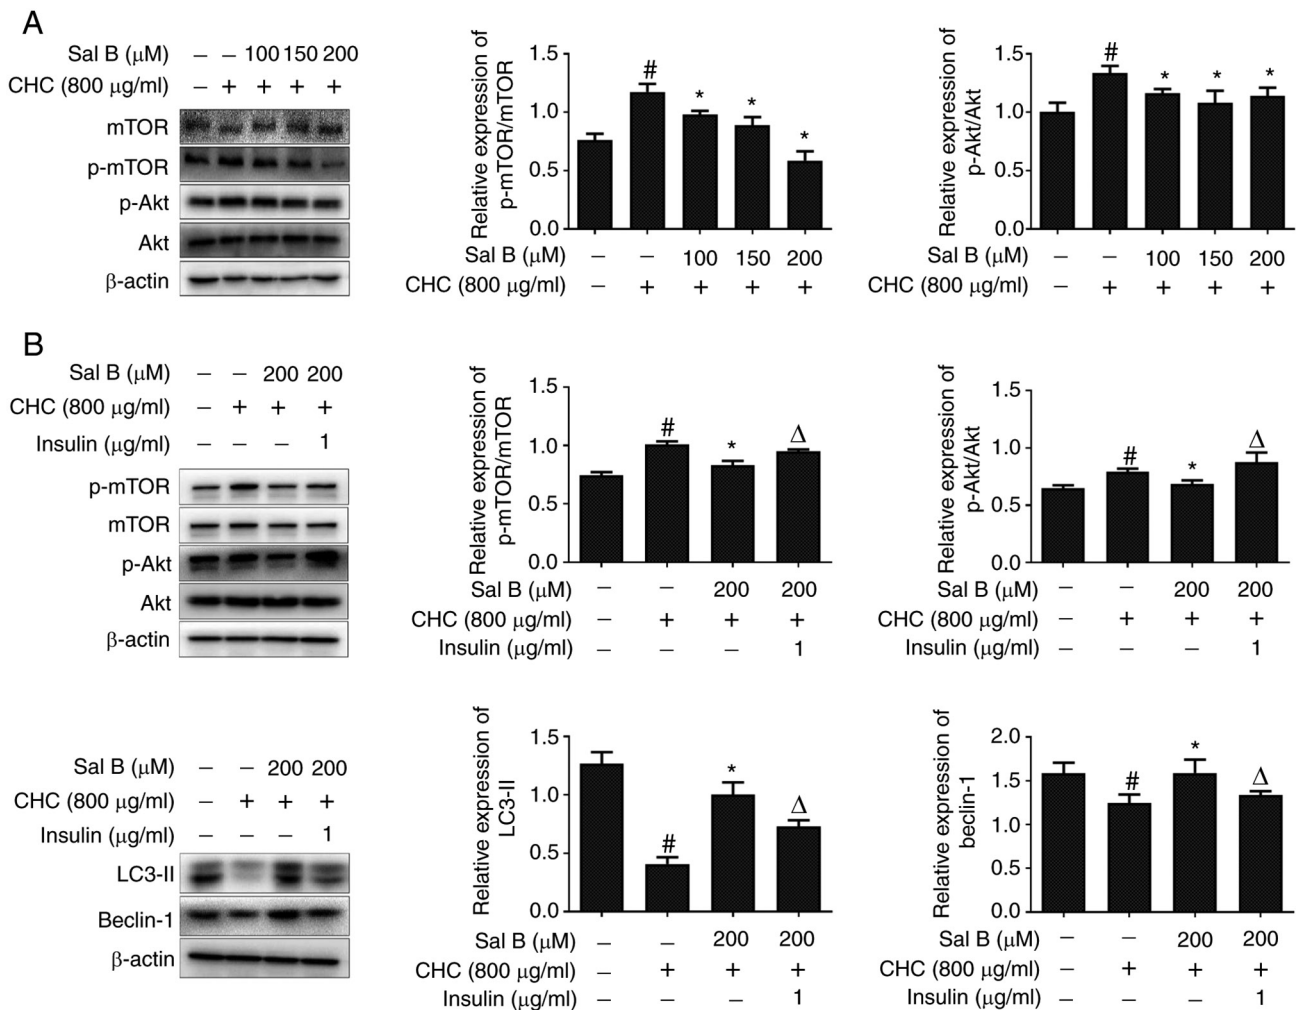 A
Sal B (μM) – – 100 150 200
CHC (800 μg/ml) – + + + +
mTOR
p-mTOR
p-Akt
Akt
β-actin
Relative expression of
p-mTOR/mTOR
1.5
1.0
0.5
0.0
# * * *
Sal B (μM) – – 100 150 200
CHC (800 μg/ml) – + + + +
Relative expression of
p-Akt/Akt
1.5
1.0
0.5
0.0
# * * *
Sal B (μM) – – 100 150 200
CHC (800 μg/ml) – + + + +
B
Sal B (μM) – – 200 200
CHC (800 μg/ml) – + + +
Insulin (μg/ml) – – – 1
p-mTOR
mTOR
p-Akt
Akt
β-actin
Relative expression of
p-mTOR/mTOR
1.5
1.0
0.5
0.0
# * Δ
Sal B (μM) – – 200 200
CHC (800 μg/ml) – + + +
Insulin (μg/ml) – – – 1
Relative expression of
p-Akt/Akt
1.5
1.0
0.5
0.0
# * Δ
Sal B (μM) – – 200 200
CHC (800 μg/ml) – + + +
Insulin (μg/ml) – – – 1
Sal B (μM) – – 200 200
CHC (800 μg/ml) – + + +
Insulin (μg/ml) – – – 1
LC3-II
Beclin-1
β-actin
Relative expression of
LC3-II
1.5
1.0
0.5
0.0
# * Δ
Sal B (μM) – – 200 200
CHC (800 μg/ml) – + + +
Insulin (μg/ml) – – – 1
Relative expression of
beclin-1
2.0
1.5
1.0
0.5
0.0
# * Δ
Sal B (μM) – – 200 200
CHC (800 μg/ml) – + + +
Insulin (μg/ml) – – – 1